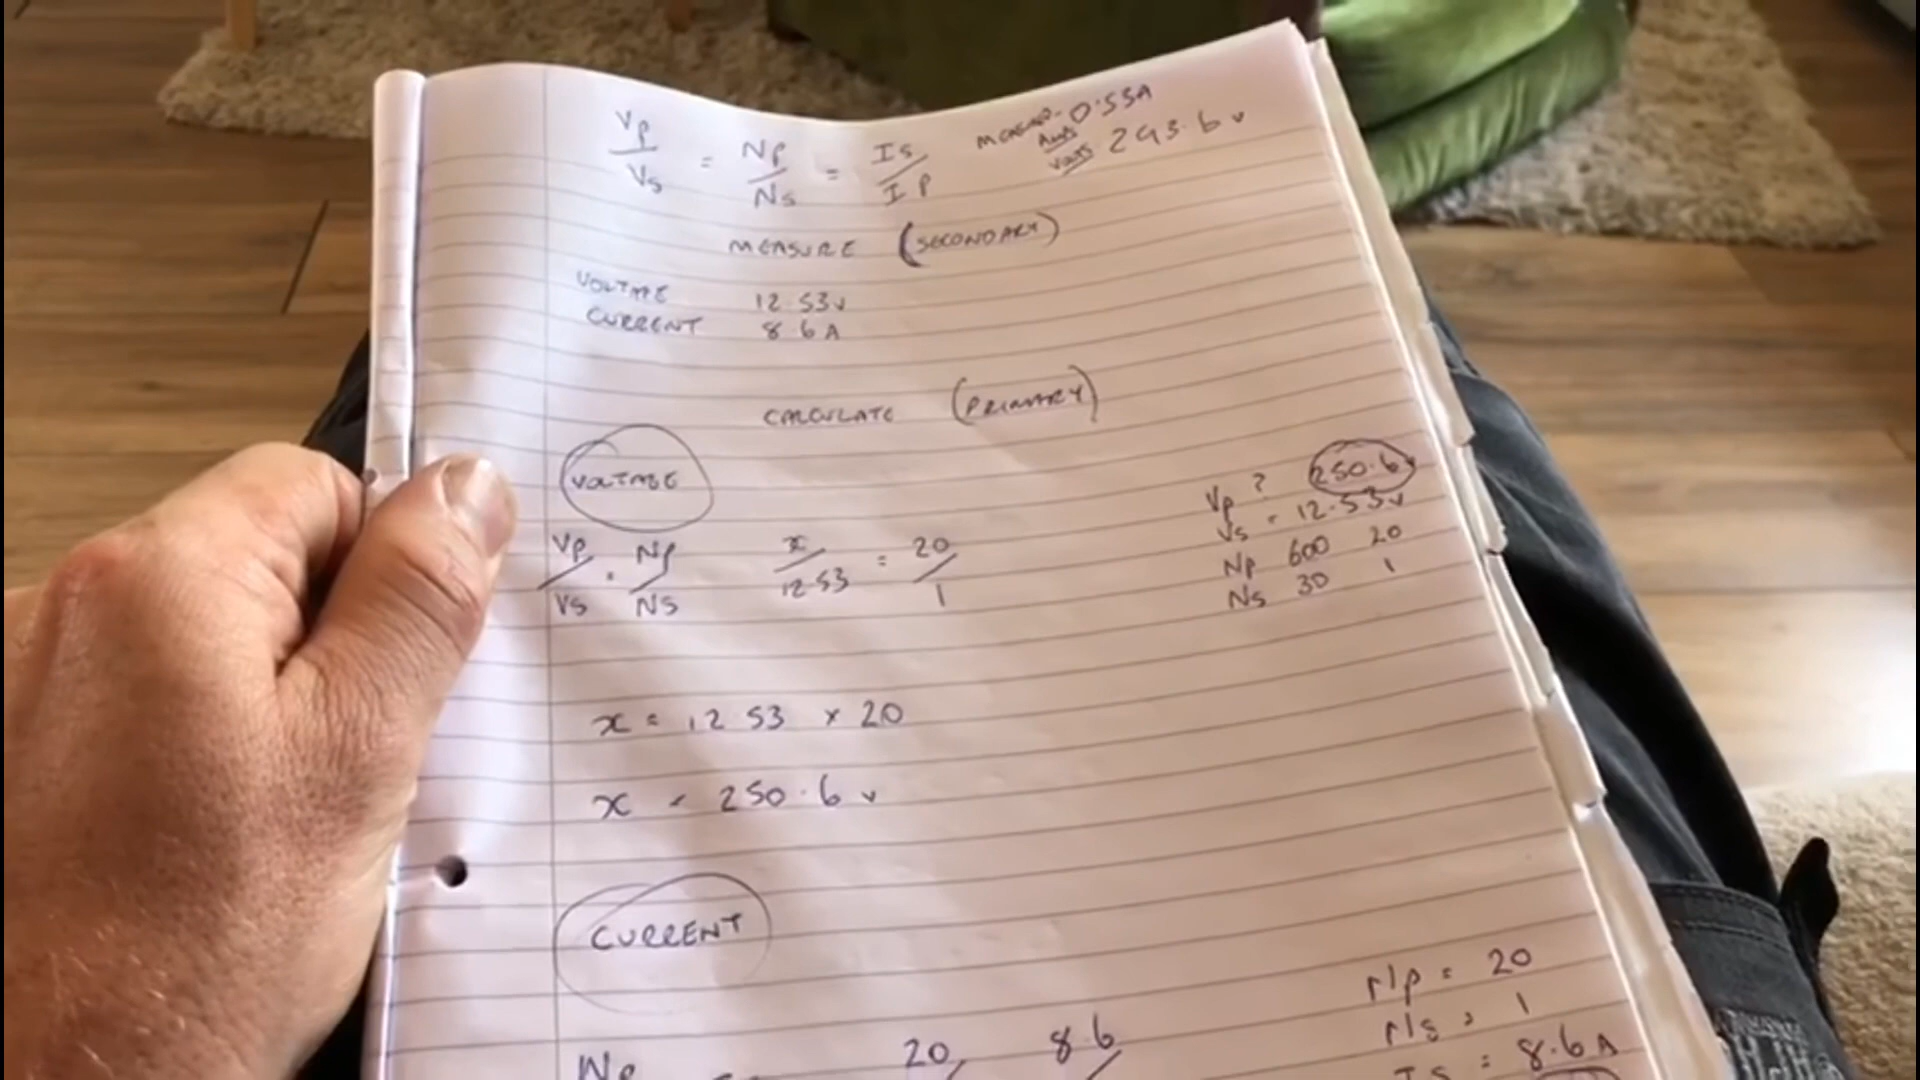 Vp/Vs = Np/Ns = Is/Ip
MEASURED 0.53A
Amps
Volts 243.6 v
MEASURE (SECONDARY)
VOLTAGE 12.53v
CURRENT 8.6A
CALCULATE (PRIMARY)
VOLTAGE
Vp ? 250.6v
Vs = 12.53v
Np 600 20
Ns 30 1
Vp/Vs = Np/Ns x/12.53 = 20/1
x = 12.53 x 20
x = 250.6 v
CURRENT
Np = 20
Ns = 1
Is = 8.6A
Np = 20 8.6